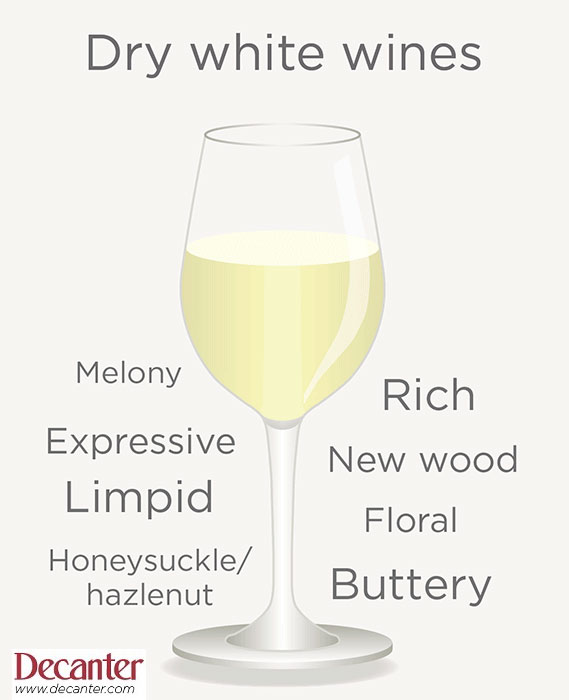 Dry white wines
Melony
Rich
Expressive
New wood
Limpid
Floral
Honeysuckle/
hazlenut
Buttery
Decanter
www.decanter.com